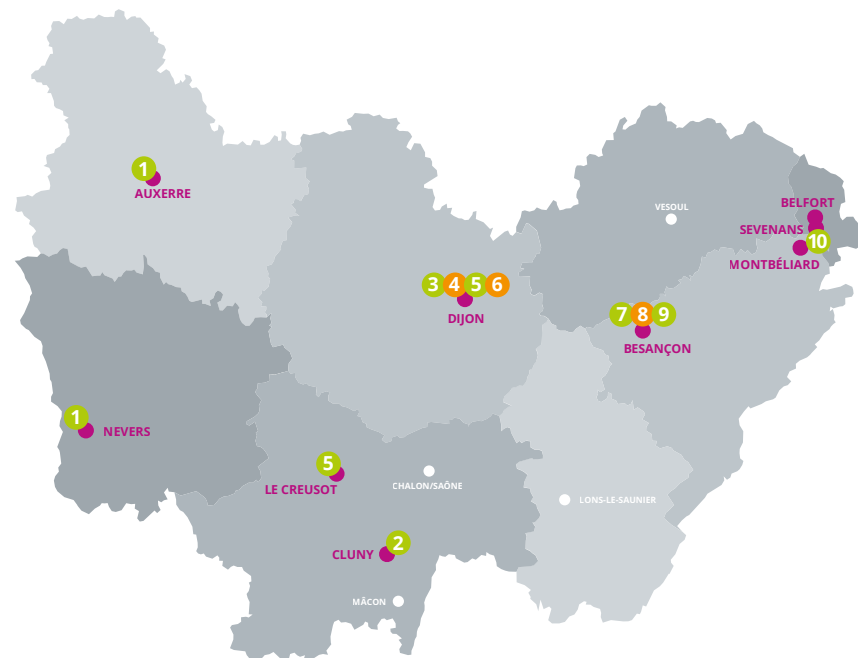 1
AUXERRE
VESOUL
BELFORT
SEVENANS
10
MONTBÉLIARD
3 4 5 6
DIJON
7 8 9
BESANÇON
1
NEVERS
5
LE CREUSOT
CHALON/SAÔNE
LONS-LE-SAUNIER
2
CLUNY
MÂCON